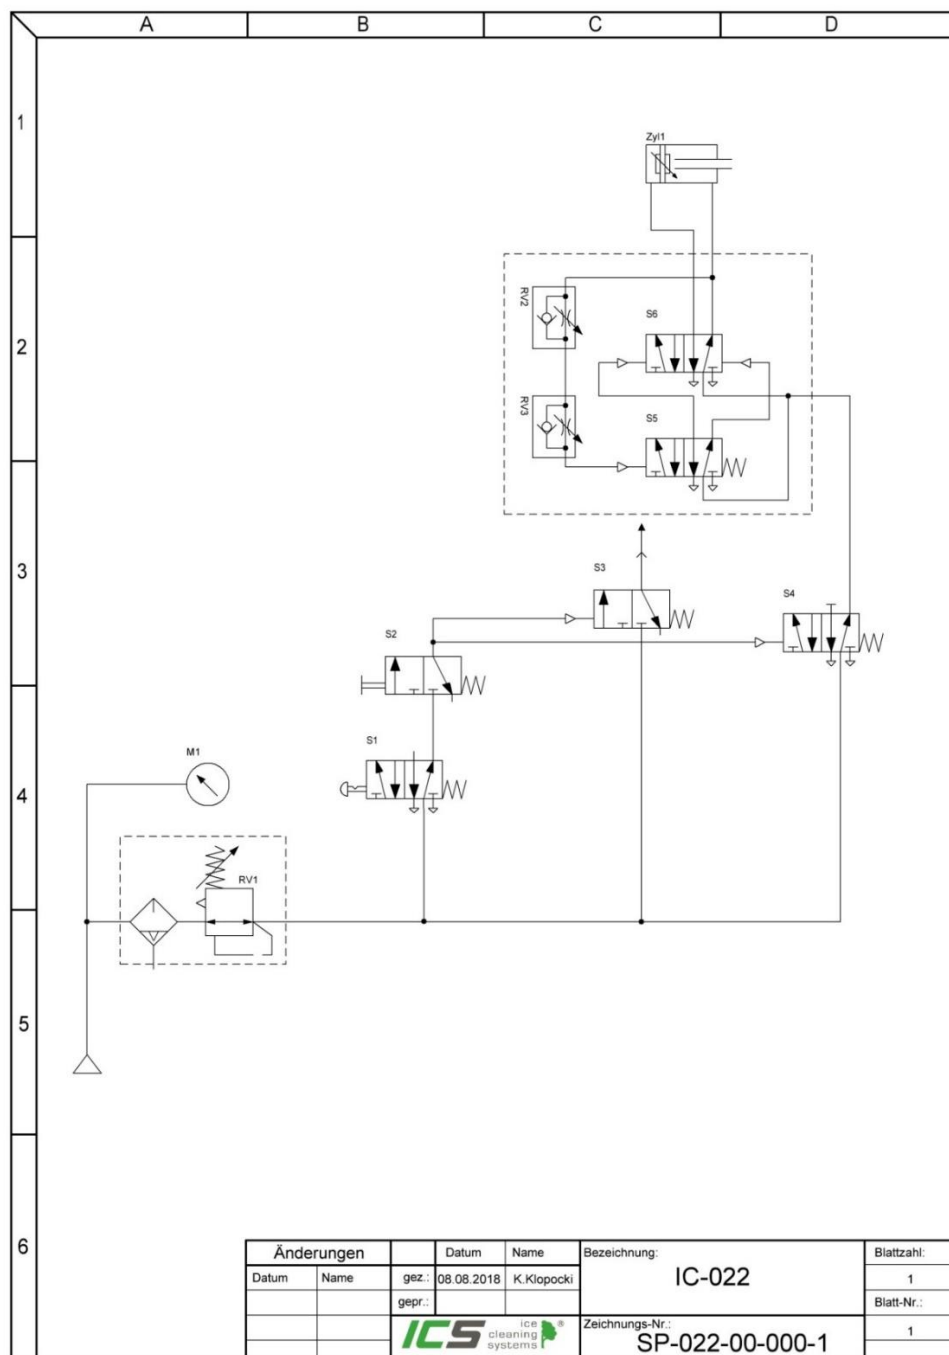 A B C D
1
Zyl1
RV2
S6
2
RV3
S5
3
S3
S4
S2
S1
M1
4
RV1
5
6
Änderungen Datum Name Bezeichnung: Blattzahl:
Datum Name gez.: 08.08.2018 K.Klopocki IC-022 1
gepr.: Blatt-Nr.:
ICS ice cleaning systems ® Zeichnungs-Nr.: 1
SP-022-00-000-1